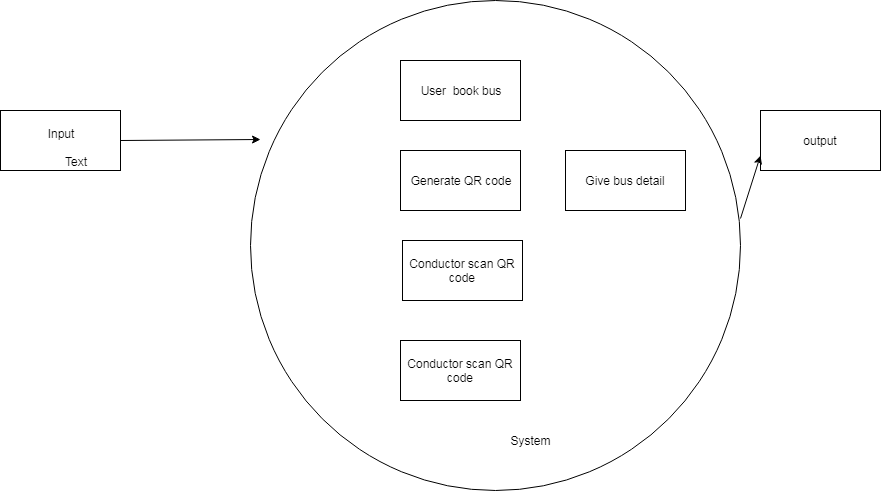 Input
Text
User  book bus
Generate QR code
Give bus detail
Conductor scan QR
code
Conductor scan QR
code
System
output